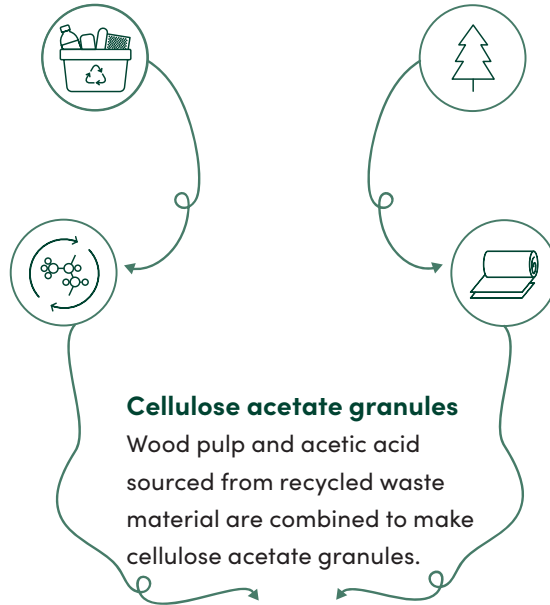 Cellulose acetate granules
Wood pulp and acetic acid
sourced from recycled waste
material are combined to make
cellulose acetate granules.